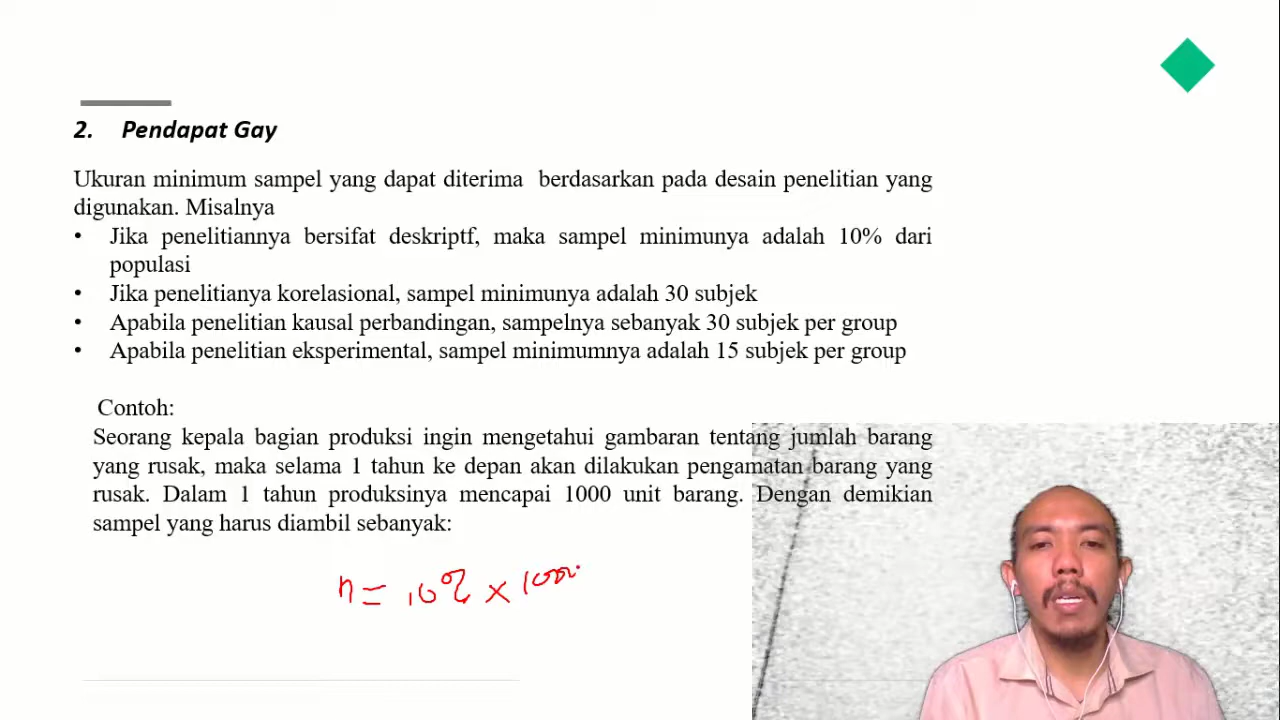 2. Pendapat Gay
Ukuran minimum sampel yang dapat diterima berdasarkan pada desain penelitian yang
digunakan. Misalnya
• Jika penelitiannya bersifat deskriptf, maka sampel minimunya adalah 10% dari
populasi
• Jika penelitianya korelasional, sampel minimunya adalah 30 subjek
• Apabila penelitian kausal perbandingan, sampelnya sebanyak 30 subjek per group
• Apabila penelitian eksperimental, sampel minimumnya adalah 15 subjek per group
Contoh:
Seorang kepala bagian produksi ingin mengetahui gambaran tentang jumlah barang
yang rusak, maka selama 1 tahun ke depan akan dilakukan pengamatan barang yang
rusak. Dalam 1 tahun produksinya mencapai 1000 unit barang. Dengan demikian
sampel yang harus diambil sebanyak:
n = 10% x 1000